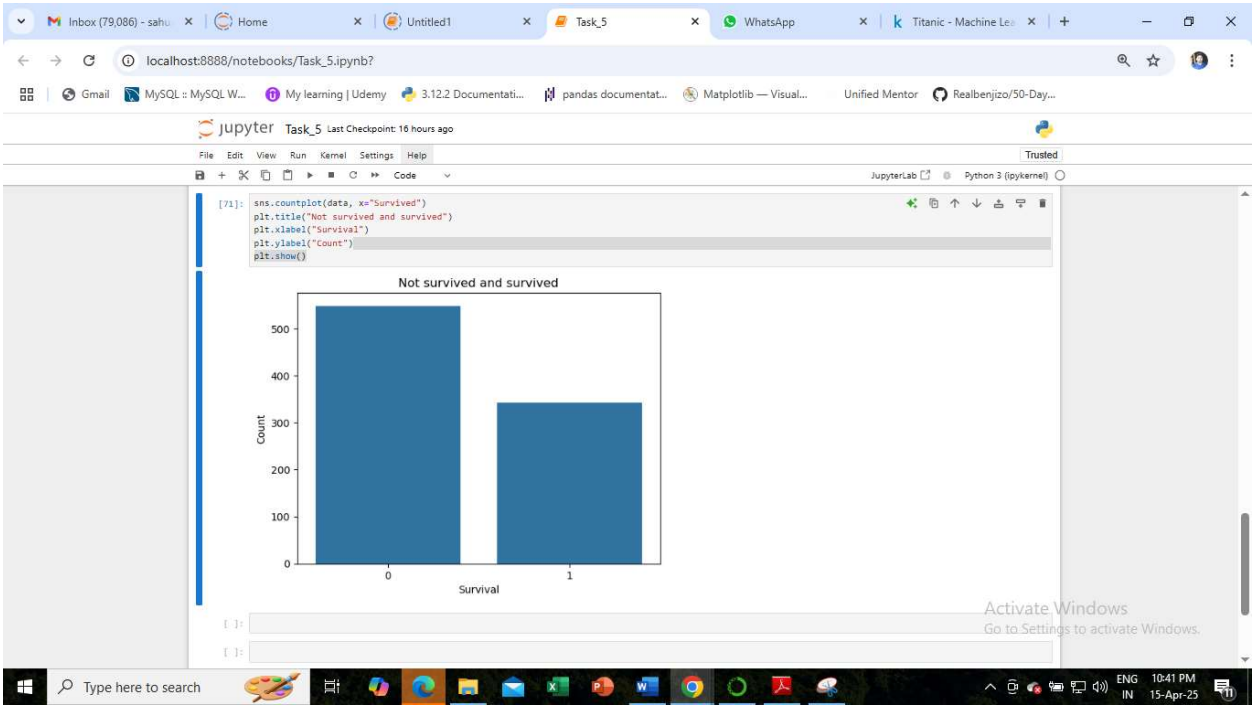 Inbox (79,086) - sahu
Home
Untitled1
Task_5
WhatsApp
Titanic - Machine Lea
localhost:8888/notebooks/Task_5.ipynb?
Gmail
MySQL :: MySQL W...
My learning | Udemy
3.12.2 Documentati...
pandas documentat...
Matplotlib — Visual...
Unified Mentor
Realbenjizo/50-Day...
jupyter Task_5 Last Checkpoint: 16 hours ago
File Edit View Run Kernel Settings Help
Trusted
Code
JupyterLab
Python 3 (ipykernel)
[71]: sns.countplot(data, x="Survived")
plt.title("Not survived and survived")
plt.xlabel("Survival")
plt.ylabel("Count")
plt.show()
Not survived and survived
500
400
300
200
100
0
Count
0 1
Survival
[ ]:
[ ]:
Activate Windows
Go to Settings to activate Windows.
Type here to search
ENG
IN
10:41 PM
15-Apr-25
11